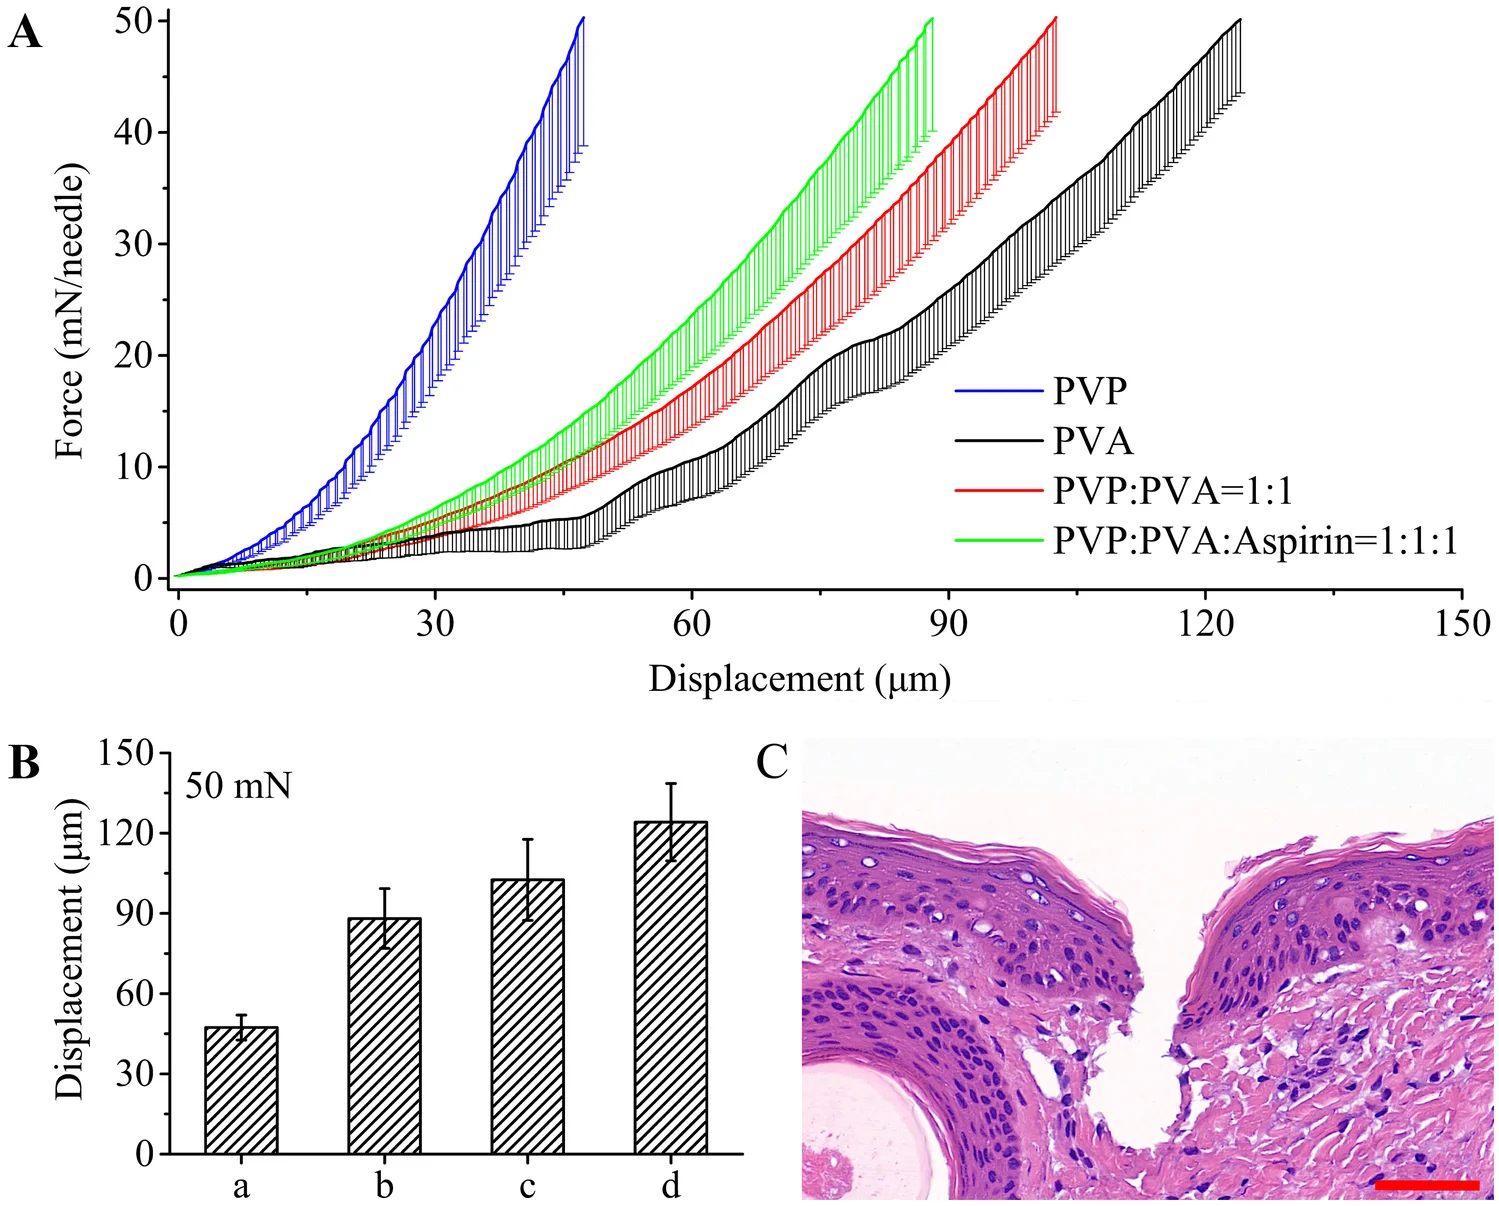 A
50
40
30
20
10
0
Force (mN/needle)
PVP
PVA
PVP:PVA=1:1
PVP:PVA:Aspirin=1:1:1
0 30 60 90 120 150
Displacement (μm)
B
150
120
90
60
30
0
Displacement (μm)
50 mN
a b c d
C